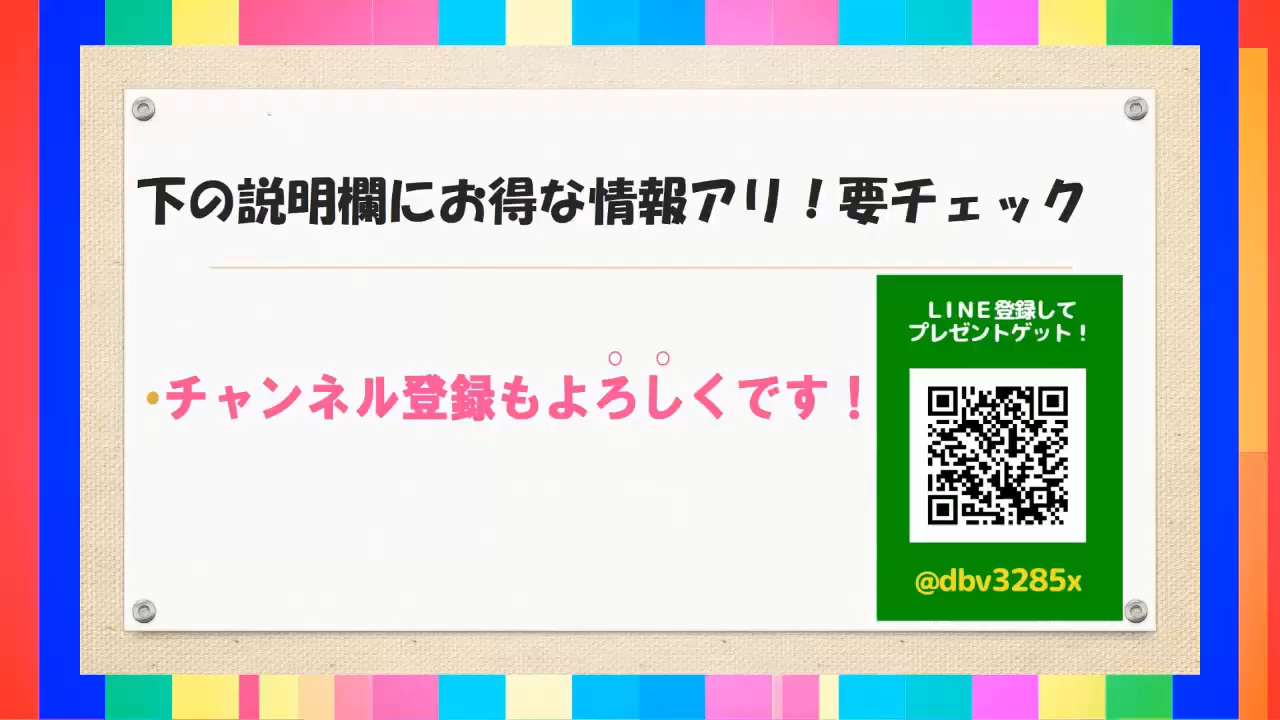 下の説明欄にお得な情報アリ！要チェック
•チャンネル登録もよろしくです！
LINE登録して
プレゼントゲット！
@dbv3285x